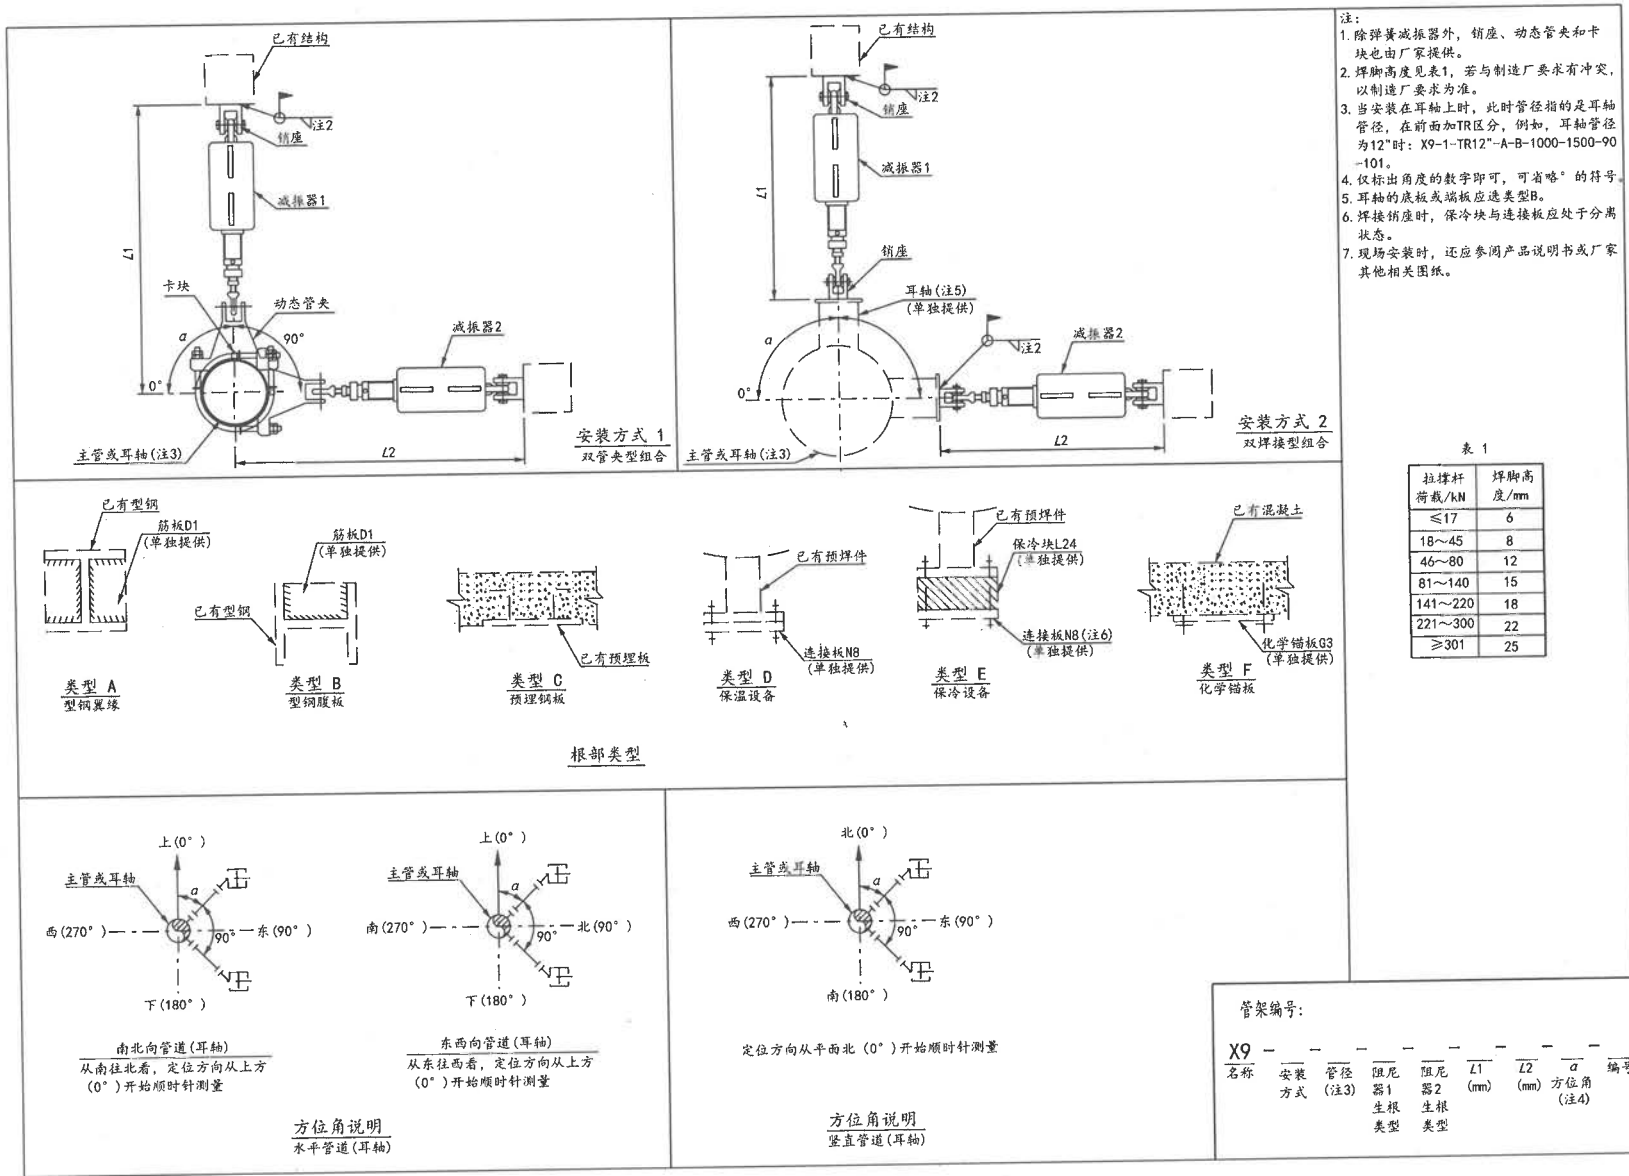 已有结构
注2
销座
减振器1
L1
卡块
动态管夹
a
90°
0°
减振器2
主管或耳轴(注3)
L2
安装方式 1
双管夹型组合
已有结构
注2
销座
减振器1
L1
销座
耳轴(注5)
(单独提供)
a
0°
注2
减振器2
主管或耳轴(注3)
L2
安装方式 2
双焊接型组合
注:
1. 除弹簧减振器外, 销座、动态管夹和卡
块也由厂家提供。
2. 焊脚高度见表1, 若与制造厂要求有冲突,
以制造厂要求为准。
3. 当安装在耳轴上时, 此时管径指的是耳轴
管径, 在前面加TR区分, 例如, 耳轴管径
为12"时: X9-1-TR12"-A-B-1000-1500-90
-101。
4. 仅标出角度的数字即可, 可省略°的符号。
5. 耳轴的底板或端板应选类型B。
6. 焊接销座时, 保冷块与连接板应处于分离
状态。
7. 现场安装时, 还应参阅产品说明书或厂家
其他相关图纸。
表 1
拉撑杆 焊脚高
荷载/kN 度/mm
≤17 6
18~45 8
46~80 12
81~140 15
141~220 18
221~300 22
≥301 25
已有型钢
筋板D1
(单独提供)
类型 A
型钢翼缘
筋板D1
(单独提供)
已有型钢
类型 B
型钢腹板
已有预埋板
类型 C
预埋钢板
已有预焊件
连接板N8
(单独提供)
类型 D
保温设备
已有预焊件
保冷块L24
(单独提供)
连接板N8(注6)
(单独提供)
类型 E
保冷设备
已有混凝土
化学锚板G3
(单独提供)
类型 F
化学锚板
根部类型
上(0°)
主管或耳轴
a
西(270°)
90°
东(90°)
下(180°)
南北向管道(耳轴)
从南往北看, 定位方向从上方
(0°)开始顺时针测量
上(0°)
主管或耳轴
a
南(270°)
90°
北(90°)
下(180°)
东西向管道(耳轴)
从东往西看, 定位方向从上方
(0°)开始顺时针测量
方位角说明
水平管道(耳轴)
北(0°)
主管或耳轴
a
西(270°)
90°
东(90°)
南(180°)
定位方向从平面北 (0°)开始顺时针测量
方位角说明
竖直管道(耳轴)
管架编号:
X9 - - - - - - - -
名称 安装 管径 阻尼 阻尼 L1 L2 a 编号
方式 (注3) 器1 器2 (mm) (mm) 方位角
生根 生根 (注4)
类型 类型